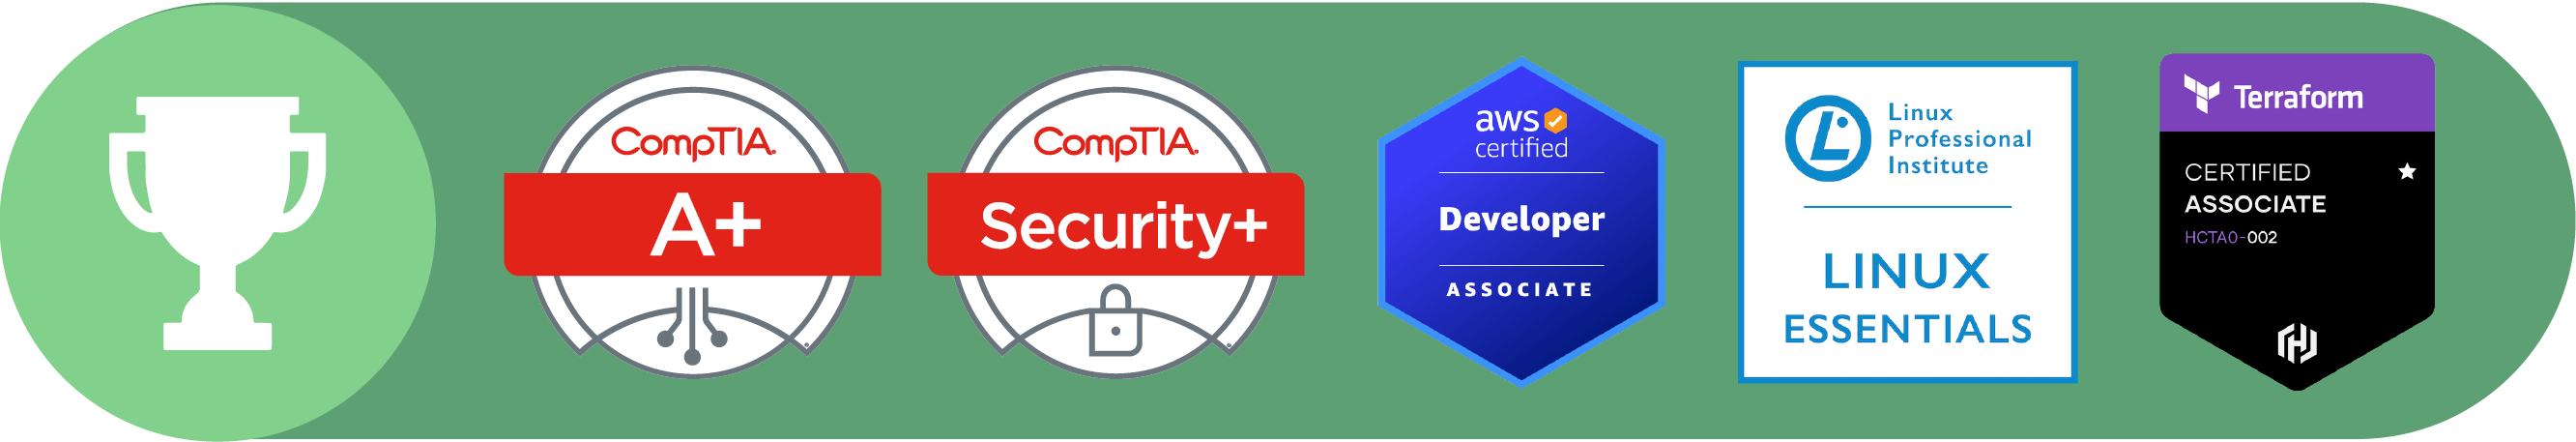 CompTIA.
A+
CompTIA.
Security+
aws
certified
Developer
ASSOCIATE
Linux
Professional
Institute
LINUX
ESSENTIALS
Terraform
CERTIFIED
ASSOCIATE
HCTA0-002